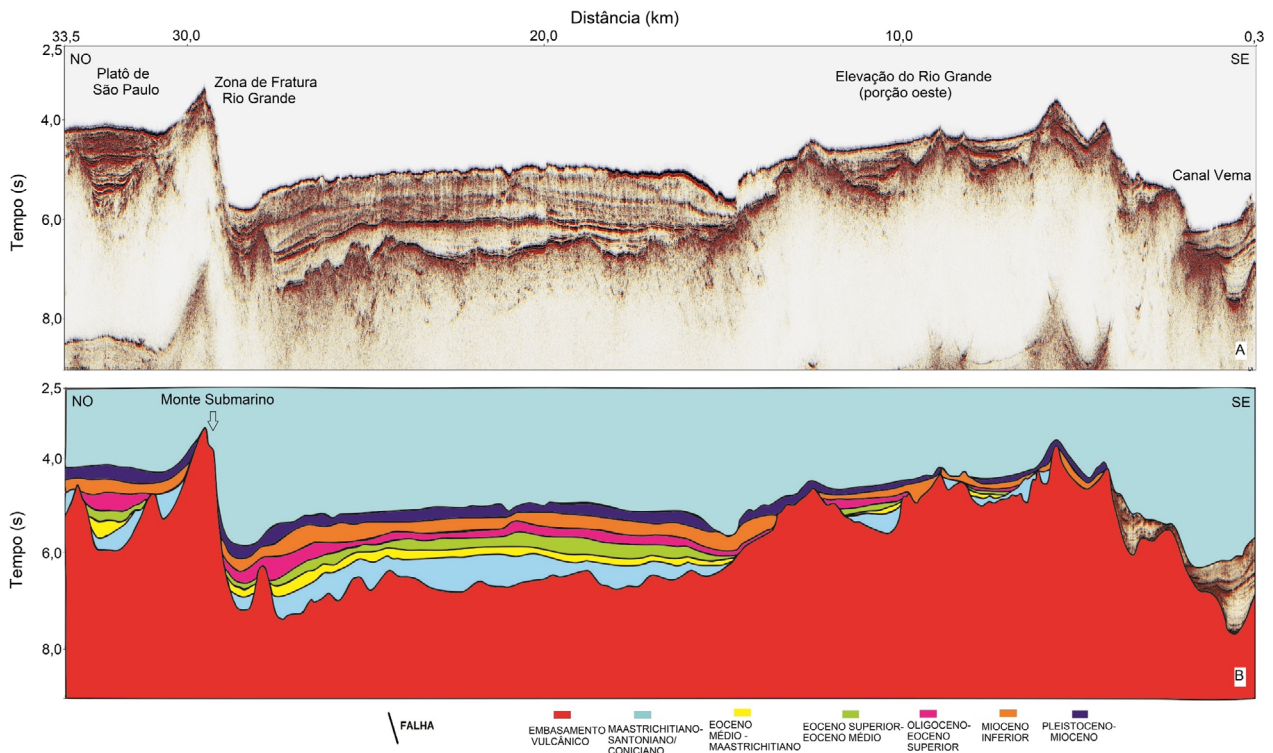 Distância (km)
33,5 30,0 20,0 10,0 0,3
2,5
NO
SE
Platô de
São Paulo
Zona de Fratura
Rio Grande
Elevação do Rio Grande
(porção oeste)
4,0
Canal Vema
Tempo (s)
6,0
8,0
A
2,5
NO
Monte Submarino
SE
4,0
Tempo (s)
6,0
8,0
B
FALHA
EMBASAMENTO
VULCÂNICO
MAASTRICHITIANO-
SANTONIANO/
CONICIANO
EOCENO
MÉDIO -
MAASTRICHITIANO
EOCENO SUPERIOR-
EOCENO MÉDIO
OLIGOCENO-
EOCENO
SUPERIOR
MIOCENO
INFERIOR
PLEISTOCENO-
MIOCENO